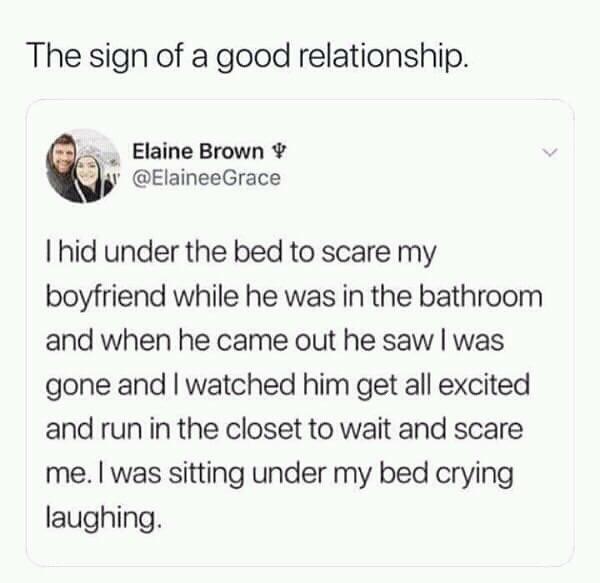 The sign of a good relationship.
Elaine Brown Ψ
@ElaineeGrace
I hid under the bed to scare my
boyfriend while he was in the bathroom
and when he came out he saw I was
gone and I watched him get all excited
and run in the closet to wait and scare
me. I was sitting under my bed crying
laughing.